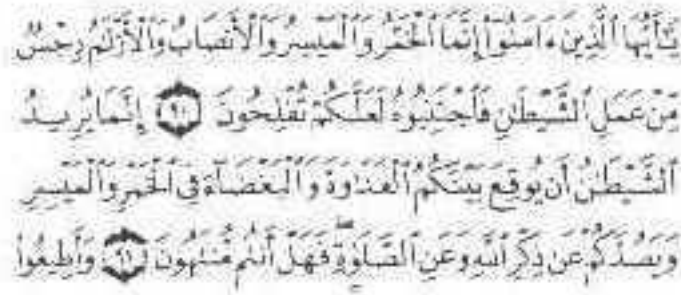 يَـٰٓأَيُّهَا ٱلَّذِينَ ءَامَنُوٓا۟ إِنَّمَا ٱلْخَمْرُ وَٱلْمَيْسِرُ وَٱلْأَنصَابُ وَٱلْأَزْلَـٰمُ رِجْسٌ
مِّنْ عَمَلِ ٱلشَّيْطَـٰنِ فَٱجْتَنِبُوهُ لَعَلَّكُمْ تُفْلِحُونَ ٩٠ إِنَّمَا يُرِيدُ
ٱلشَّيْطَـٰنُ أَن يُوقِعَ بَيْنَكُمُ ٱلْعَدَٰوَةَ وَٱلْبَغْضَآءَ فِى ٱلْخَمْرِ وَٱلْمَيْسِرِ
وَيَصُدَّكُمْ عَن ذِكْرِ ٱللَّهِ وَعَنِ ٱلصَّلَوٰةِ ۖ فَهَلْ أَنتُم مُّنتَهُونَ ٩١ وَأَطِيعُوا۟